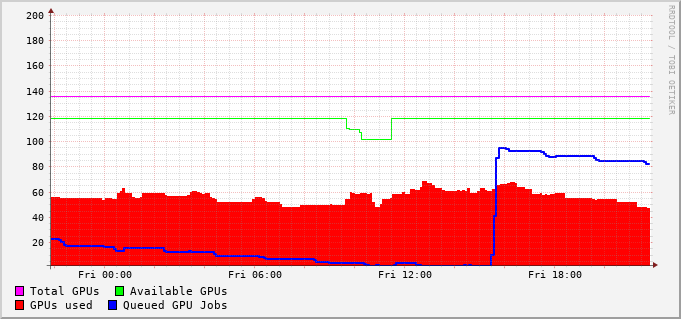 200
180
160
140
120
100
80
60
40
20
Fri 00:00 Fri 06:00 Fri 12:00 Fri 18:00
Total GPUs Available GPUs
GPUs used Queued GPU Jobs
RRDTOOL / TOBI OETIKER